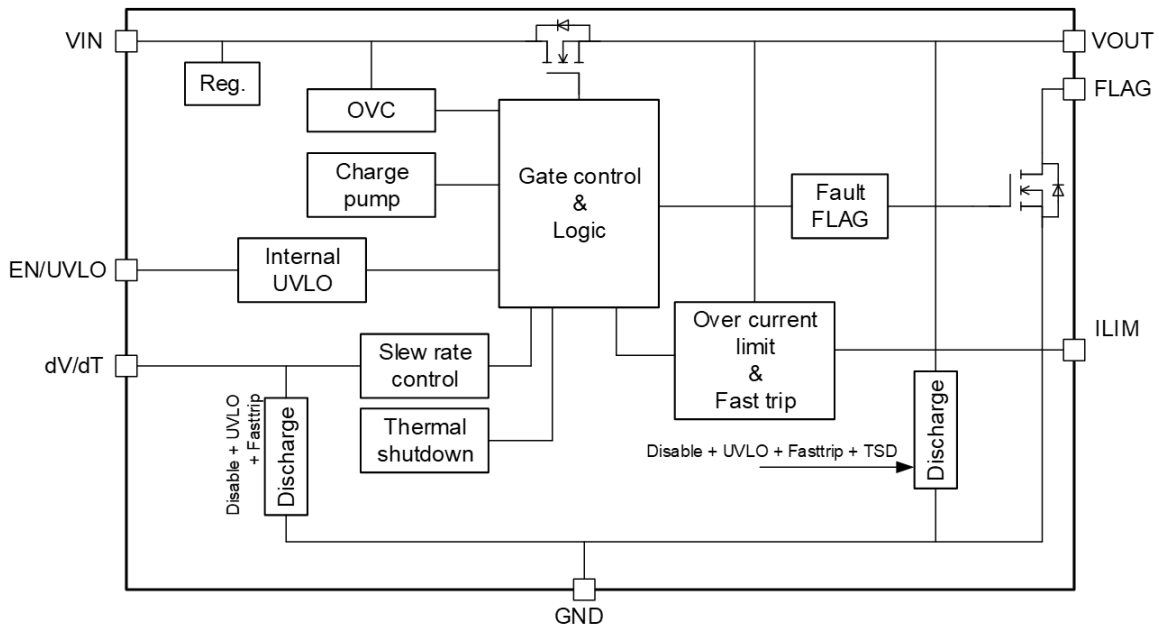 VIN
VOUT
Reg.
OVC
FLAG
Charge
pump
Gate control
&
Logic
Fault
FLAG
EN/UVLO
Internal
UVLO
Over current
limit
&
Fast trip
ILIM
dV/dT
Slew rate
control
Disable + UVLO
+ Fasttrip
Discharge
Thermal
shutdown
Disable + UVLO + Fasttrip + TSD
Discharge
GND